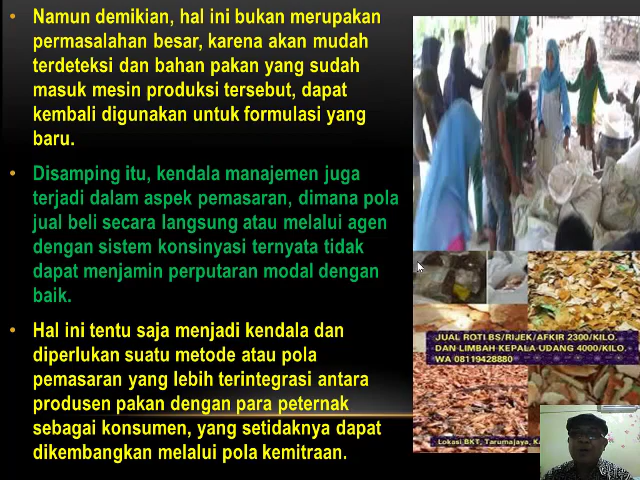 Namun demikian, hal ini bukan merupakan
permasalahan besar, karena akan mudah
terdeteksi dan bahan pakan yang sudah
masuk mesin produksi tersebut, dapat
kembali digunakan untuk formulasi yang
baru.
Disamping itu, kendala manajemen juga
terjadi dalam aspek pemasaran, dimana pola
jual beli secara langsung atau melalui agen
dengan sistem konsinyasi ternyata tidak
dapat menjamin perputaran modal dengan
baik.
Hal ini tentu saja menjadi kendala dan
diperlukan suatu metode atau pola
pemasaran yang lebih terintegrasi antara
produsen pakan dengan para peternak
sebagai konsumen, yang setidaknya dapat
dikembangkan melalui pola kemitraan.
JUAL ROTI BS/RIJEK/AFKIR 2300/KILO.
DAN LIMBAH KEPALA UDANG 4000/KILO.
WA 08119428880
Lokasi BKT, Tarumajaya,